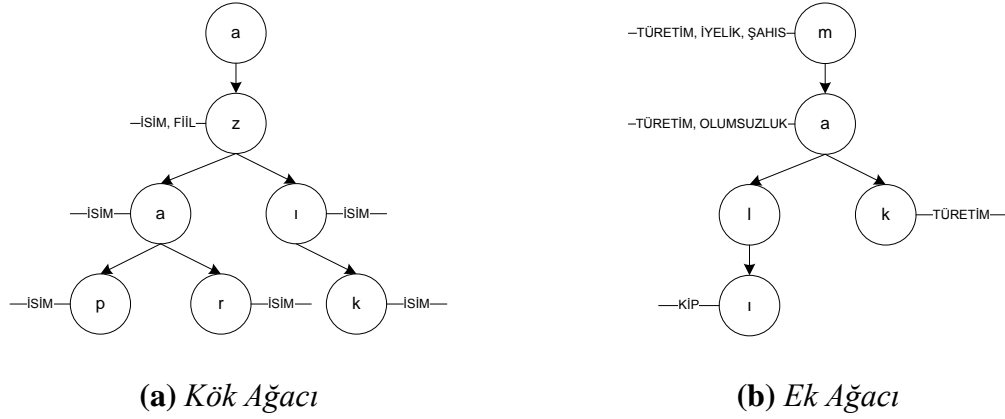 a
z
İSİM, FİİL
a
İSİM
ı
İSİM
p
İSİM
r
İSİM
k
İSİM
(a) Kök Ağacı
m
TÜRETİM, İYELİK, ŞAHIS
a
TÜRETİM, OLUMSUZLUK
l
k
TÜRETİM
ı
KİP
(b) Ek Ağacı